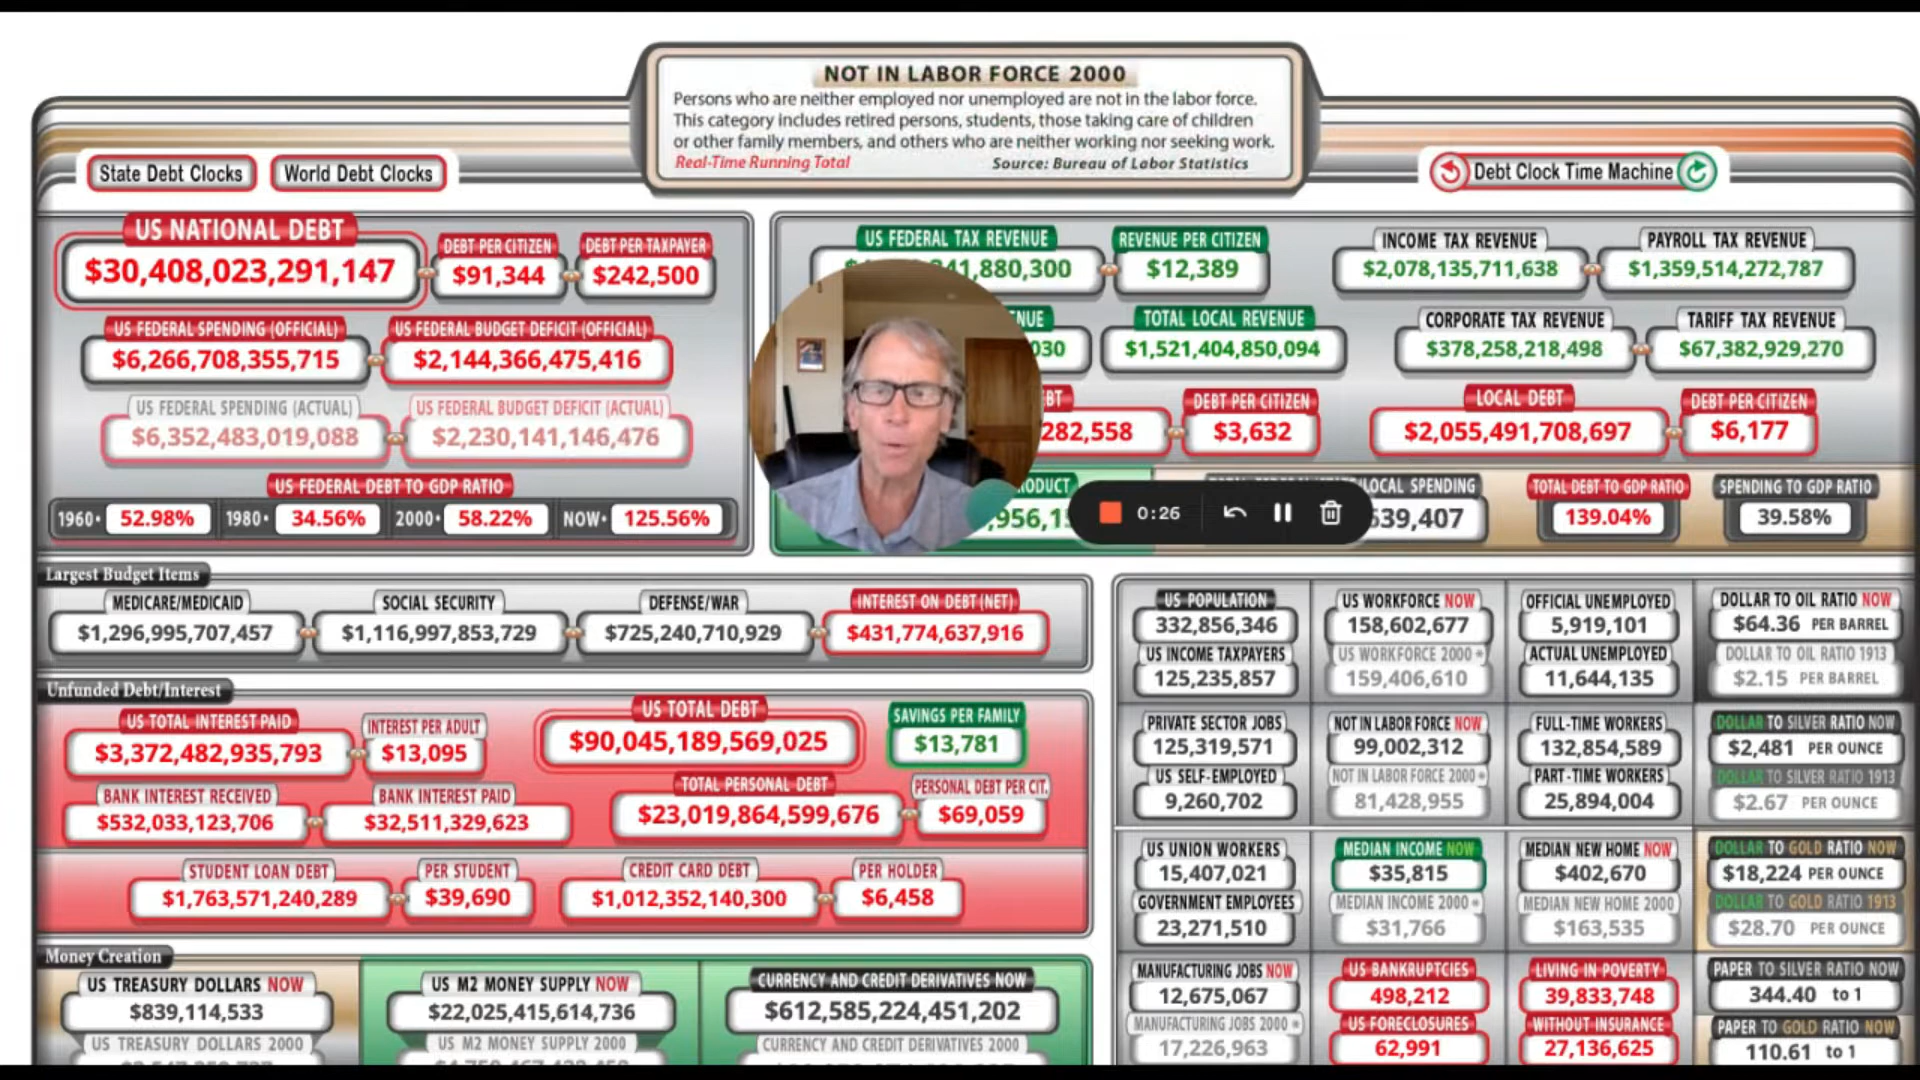 NOT IN LABOR FORCE 2000
Persons who are neither employed nor unemployed are not in the labor force.
This category includes retired persons, students, those taking care of children
or other family members, and others who are neither working nor seeking work.
Real-Time Running Total Source: Bureau of Labor Statistics
State Debt Clocks World Debt Clocks
Debt Clock Time Machine
US NATIONAL DEBT DEBT PER CITIZEN DEBT PER TAXPAYER
$30,408,023,291,147 $91,344 $242,500
US FEDERAL SPENDING (OFFICIAL) US FEDERAL BUDGET DEFICIT (OFFICIAL)
$6,266,708,355,715 $2,144,366,475,416
US FEDERAL SPENDING (ACTUAL) US FEDERAL BUDGET DEFICIT (ACTUAL)
$6,352,483,019,088 $2,230,141,146,476
US FEDERAL DEBT TO GDP RATIO
1960• 52.98% 1980• 34.56% 2000• 58.22% NOW• 125.56%
US FEDERAL TAX REVENUE REVENUE PER CITIZEN INCOME TAX REVENUE PAYROLL TAX REVENUE
880,300 $12,389 $2,078,135,711,638 $1,359,514,272,787
TOTAL LOCAL REVENUE CORPORATE TAX REVENUE TARIFF TAX REVENUE
030 $1,521,404,850,094 $378,258,218,498 $67,382,929,270
DEBT PER CITIZEN LOCAL DEBT DEBT PER CITIZEN
282,558 $3,632 $2,055,491,708,697 $6,177
/LOCAL SPENDING TOTAL DEBT TO GDP RATIO SPENDING TO GDP RATIO
0:26 639,407 139.04% 39.58%
Largest Budget Items
MEDICARE/MEDICAID SOCIAL SECURITY DEFENSE/WAR INTEREST ON DEBT (NET)
$1,296,995,707,457 $1,116,997,853,729 $725,240,710,929 $431,774,637,916
Unfunded Debt/Interest
US TOTAL INTEREST PAID INTEREST PER ADULT US TOTAL DEBT SAVINGS PER FAMILY
$3,372,482,935,793 $13,095 $90,045,189,569,025 $13,781
BANK INTEREST RECEIVED BANK INTEREST PAID TOTAL PERSONAL DEBT PERSONAL DEBT PER CIT.
$532,033,123,706 $32,511,329,623 $23,019,864,599,676 $69,059
STUDENT LOAN DEBT PER STUDENT CREDIT CARD DEBT PER HOLDER
$1,763,571,240,289 $39,690 $1,012,352,140,300 $6,458
Money Creation
US TREASURY DOLLARS NOW US M2 MONEY SUPPLY NOW CURRENCY AND CREDIT DERIVATIVES NOW
$839,114,533 $22,025,415,614,736 $612,585,224,451,202
US TREASURY DOLLARS 2000 US M2 MONEY SUPPLY 2000 CURRENCY AND CREDIT DERIVATIVES 2000
US POPULATION US WORKFORCE NOW OFFICIAL UNEMPLOYED DOLLAR TO OIL RATIO NOW
332,856,346 158,602,677 5,919,101 $64.36 PER BARREL
US INCOME TAXPAYERS US WORKFORCE 2000 ACTUAL UNEMPLOYED DOLLAR TO OIL RATIO 1913
125,235,857 159,406,610 11,644,135 $2.15 PER BARREL
PRIVATE SECTOR JOBS NOT IN LABOR FORCE NOW FULL-TIME WORKERS DOLLAR TO SILVER RATIO NOW
125,319,571 99,002,312 132,854,589 $2,481 PER OUNCE
US SELF-EMPLOYED NOT IN LABOR FORCE 2000 PART-TIME WORKERS DOLLAR TO SILVER RATIO 1913
9,260,702 81,428,955 25,894,004 $2.67 PER OUNCE
US UNION WORKERS MEDIAN INCOME NOW MEDIAN NEW HOME NOW DOLLAR TO GOLD RATIO NOW
15,407,021 $35,815 $402,670 $18,224 PER OUNCE
GOVERNMENT EMPLOYEES MEDIAN INCOME 2000 MEDIAN NEW HOME 2000 DOLLAR TO GOLD RATIO 1913
23,271,510 $31,766 $163,535 $28.70 PER OUNCE
MANUFACTURING JOBS NOW US BANKRUPTCIES LIVING IN POVERTY PAPER TO SILVER RATIO NOW
12,675,067 498,212 39,833,748 344.40 to 1
MANUFACTURING JOBS 2000 US FORECLOSURES WITHOUT INSURANCE PAPER TO GOLD RATIO NOW
17,226,963 62,991 27,136,625 110.61 to 1